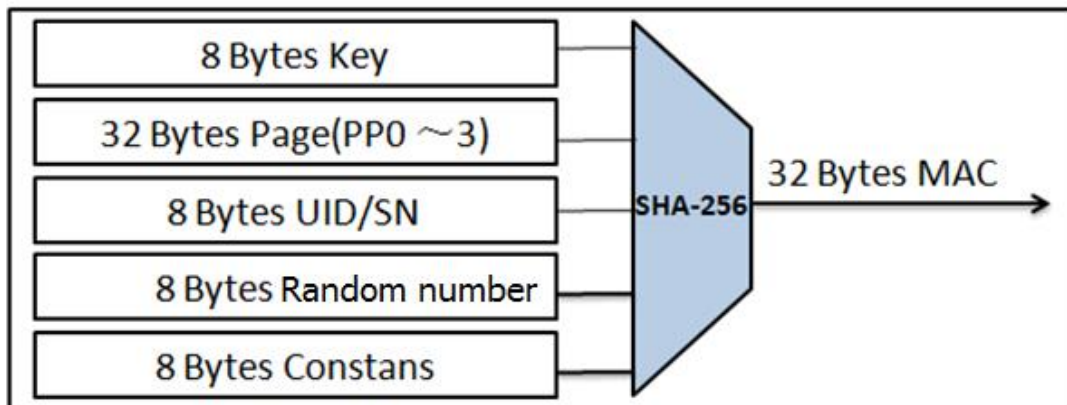 8 Bytes Key
32 Bytes Page(PP0 ～3)
8 Bytes UID/SN
8 Bytes Random number
8 Bytes Constans
SHA-256
32 Bytes MAC